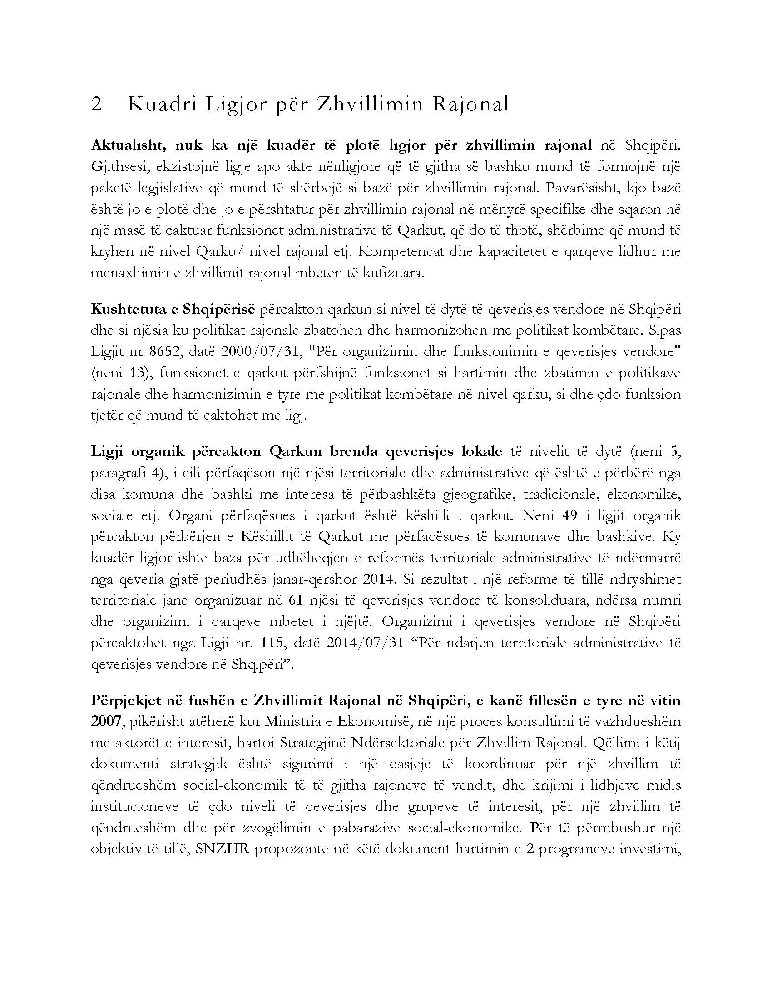 2 Kuadri Ligjor për Zhvillimin Rajonal
Aktualisht, nuk ka një kuadër të plotë ligjor për zhvillimin rajonal në Shqipëri.
Gjithsesi, ekzistojnë ligje apo akte nënligjore që të gjitha së bashku mund të formojnë një
paketë legjislative që mund të shërbejë si bazë për zhvillimin rajonal. Pavarësisht, kjo bazë
është jo e plotë dhe jo e përshtatur për zhvillimin rajonal në mënyrë specifike dhe sqaron në
një masë të caktuar funksionet administrative të Qarkut, që do të thotë, shërbime që mund të
kryhen në nivel Qarku/ nivel rajonal etj. Kompetencat dhe kapacitetet e qarqeve lidhur me
menaxhimin e zhvillimit rajonal mbeten të kufizuara.
Kushtetuta e Shqipërisë përcakton qarkun si nivel të dytë të qeverisjes vendore në Shqipëri
dhe si njësia ku politikat rajonale zbatohen dhe harmonizohen me politikat kombëtare. Sipas
Ligjit nr 8652, datë 2000/07/31, "Për organizimin dhe funksionimin e qeverisjes vendore"
(neni 13), funksionet e qarkut përfshijnë funksionet si hartimin dhe zbatimin e politikave
rajonale dhe harmonizimin e tyre me politikat kombëtare në nivel qarku, si dhe çdo funksion
tjetër që mund të caktohet me ligj.
Ligji organik përcakton Qarkun brenda qeverisjes lokale të nivelit të dytë (neni 5,
paragrafi 4), i cili përfaqëson një njësi territoriale dhe administrative që është e përbërë nga
disa komuna dhe bashki me interesa të përbashkëta gjeografike, tradicionale, ekonomike,
sociale etj. Organi përfaqësues i qarkut është këshilli i qarkut. Neni 49 i ligjit organik
përcakton përbërjen e Këshillit të Qarkut me përfaqësues të komunave dhe bashkive. Ky
kuadër ligjor ishte baza për udhëheqjen e reformës territoriale administrative të ndërmarrë
nga qeveria gjatë periudhës janar-qershor 2014. Si rezultat i një reforme të tillë ndryshimet
territoriale jane organizuar në 61 njësi të qeverisjes vendore të konsoliduara, ndërsa numri
dhe organizimi i qarqeve mbetet i njëjtë. Organizimi i qeverisjes vendore në Shqipëri
përcaktohet nga Ligji nr. 115, datë 2014/07/31 “Për ndarjen territoriale administrative të
qeverisjes vendore në Shqipëri”.
Përpjekjet në fushën e Zhvillimit Rajonal në Shqipëri, e kanë fillesën e tyre në vitin
2007, pikërisht atëherë kur Ministria e Ekonomisë, në një proces konsultimi të vazhdueshëm
me aktorët e interesit, hartoi Strategjinë Ndërsektoriale për Zhvillim Rajonal. Qëllimi i këtij
dokumenti strategjik është sigurimi i një qasjeje të koordinuar për një zhvillim të
qëndrueshëm social-ekonomik të të gjitha rajoneve të vendit, dhe krijimi i lidhjeve midis
institucioneve të çdo niveli të qeverisjes dhe grupeve të interesit, për një zhvillim të
qëndrueshëm dhe për zvogëlimin e pabarazive social-ekonomike. Për të përmbushur një
objektiv të tillë, SNZHR propozonte në këtë dokument hartimin e 2 programeve investimi,